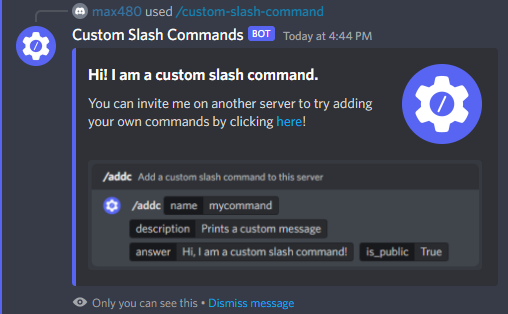 max480 used /custom-slash-command
Custom Slash Commands BOT Today at 4:44 PM
Hi! I am a custom slash command.
You can invite me on another server to try adding
your own commands by clicking here!
/addc Add a custom slash command to this server
/addc name mycommand
description Prints a custom message
answer Hi, I am a custom slash command! is_public True
Only you can see this • Dismiss message